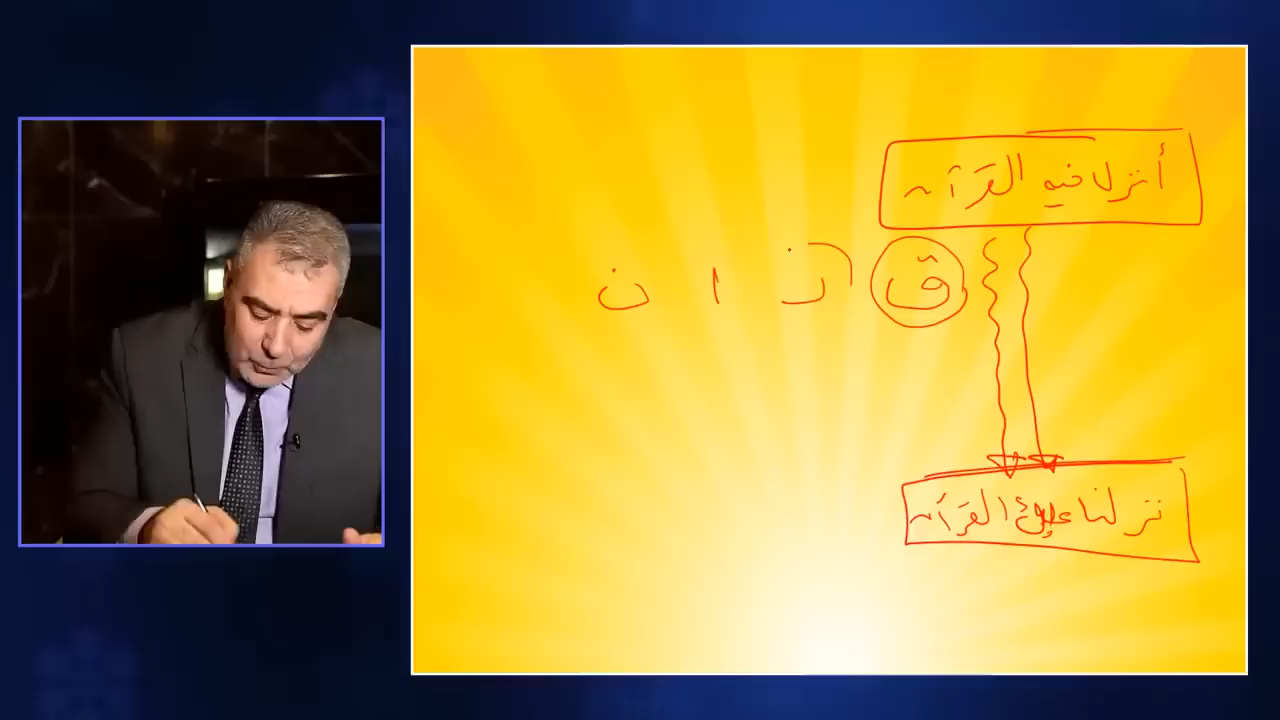 أنزل فيه القرآن
ق ر ا ن
نزلنا عليك القرآن